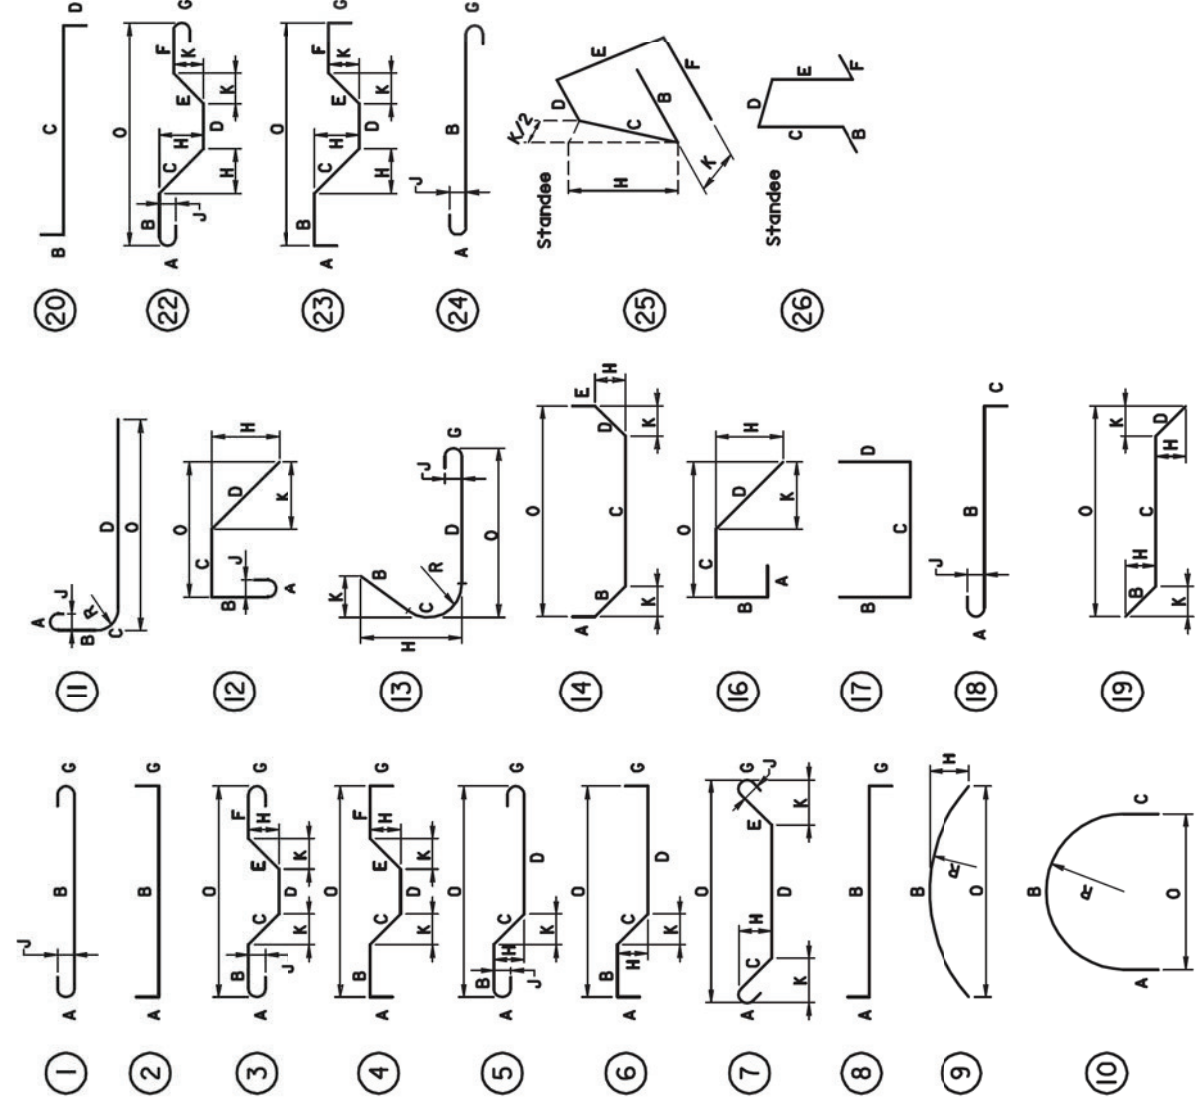 1
J
A B G
2
A B G
3
O
B F
A C E G
H
J D
K K
4
O
B F
A C E G
H
D
K K
5
O
B
A H C G
J D
K
6
O
B
A H C G
D
K
7
O
A C H E G
J
D
K K
8
B
A G
9
B
H
R
O
10
B
R
A C
O
11
A J
B R D
C O
12
O
C
B D H
J
A K
13
K
B
H C R J G
D
O
14
O
A E
B D H
C
K K
16
O
C
B D H
A K
17
B D
C
18
J
B
A C
19
O
K
B H C D
H
K
20
B C D
22
O
B F
A C E K G
H
J D
H K
23
O
B F
A C E K G
H
D
H K
24
J
A B G
25
Standee
K/2
D E
H C
B F
K
26
Standee
D
C E
B F